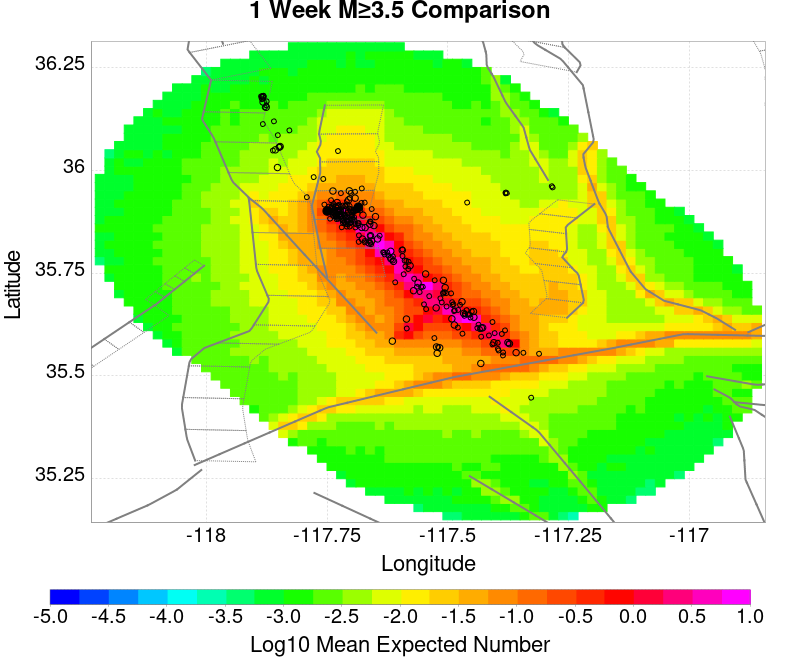 1 Week M≥3.5 Comparison
36.25
36
35.75
35.5
35.25
Latitude
-118 -117.75 -117.5 -117.25 -117
Longitude
-5.0 -4.5 -4.0 -3.5 -3.0 -2.5 -2.0 -1.5 -1.0 -0.5 0.0 0.5 1.0
Log10 Mean Expected Number